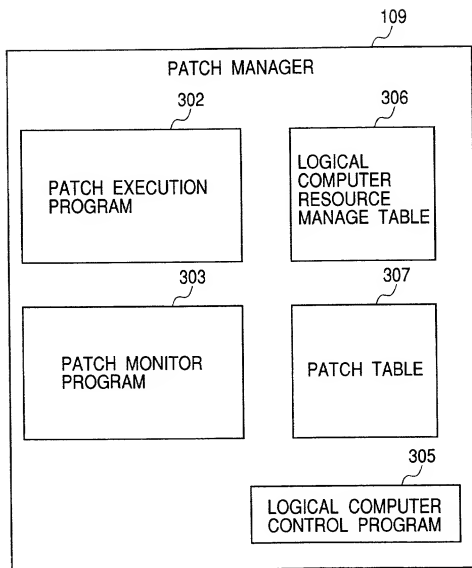 109
PATCH MANAGER
302
PATCH EXECUTION
PROGRAM
306
LOGICAL
COMPUTER
RESOURCE
MANAGE TABLE
303
PATCH MONITOR
PROGRAM
307
PATCH TABLE
305
LOGICAL COMPUTER
CONTROL PROGRAM